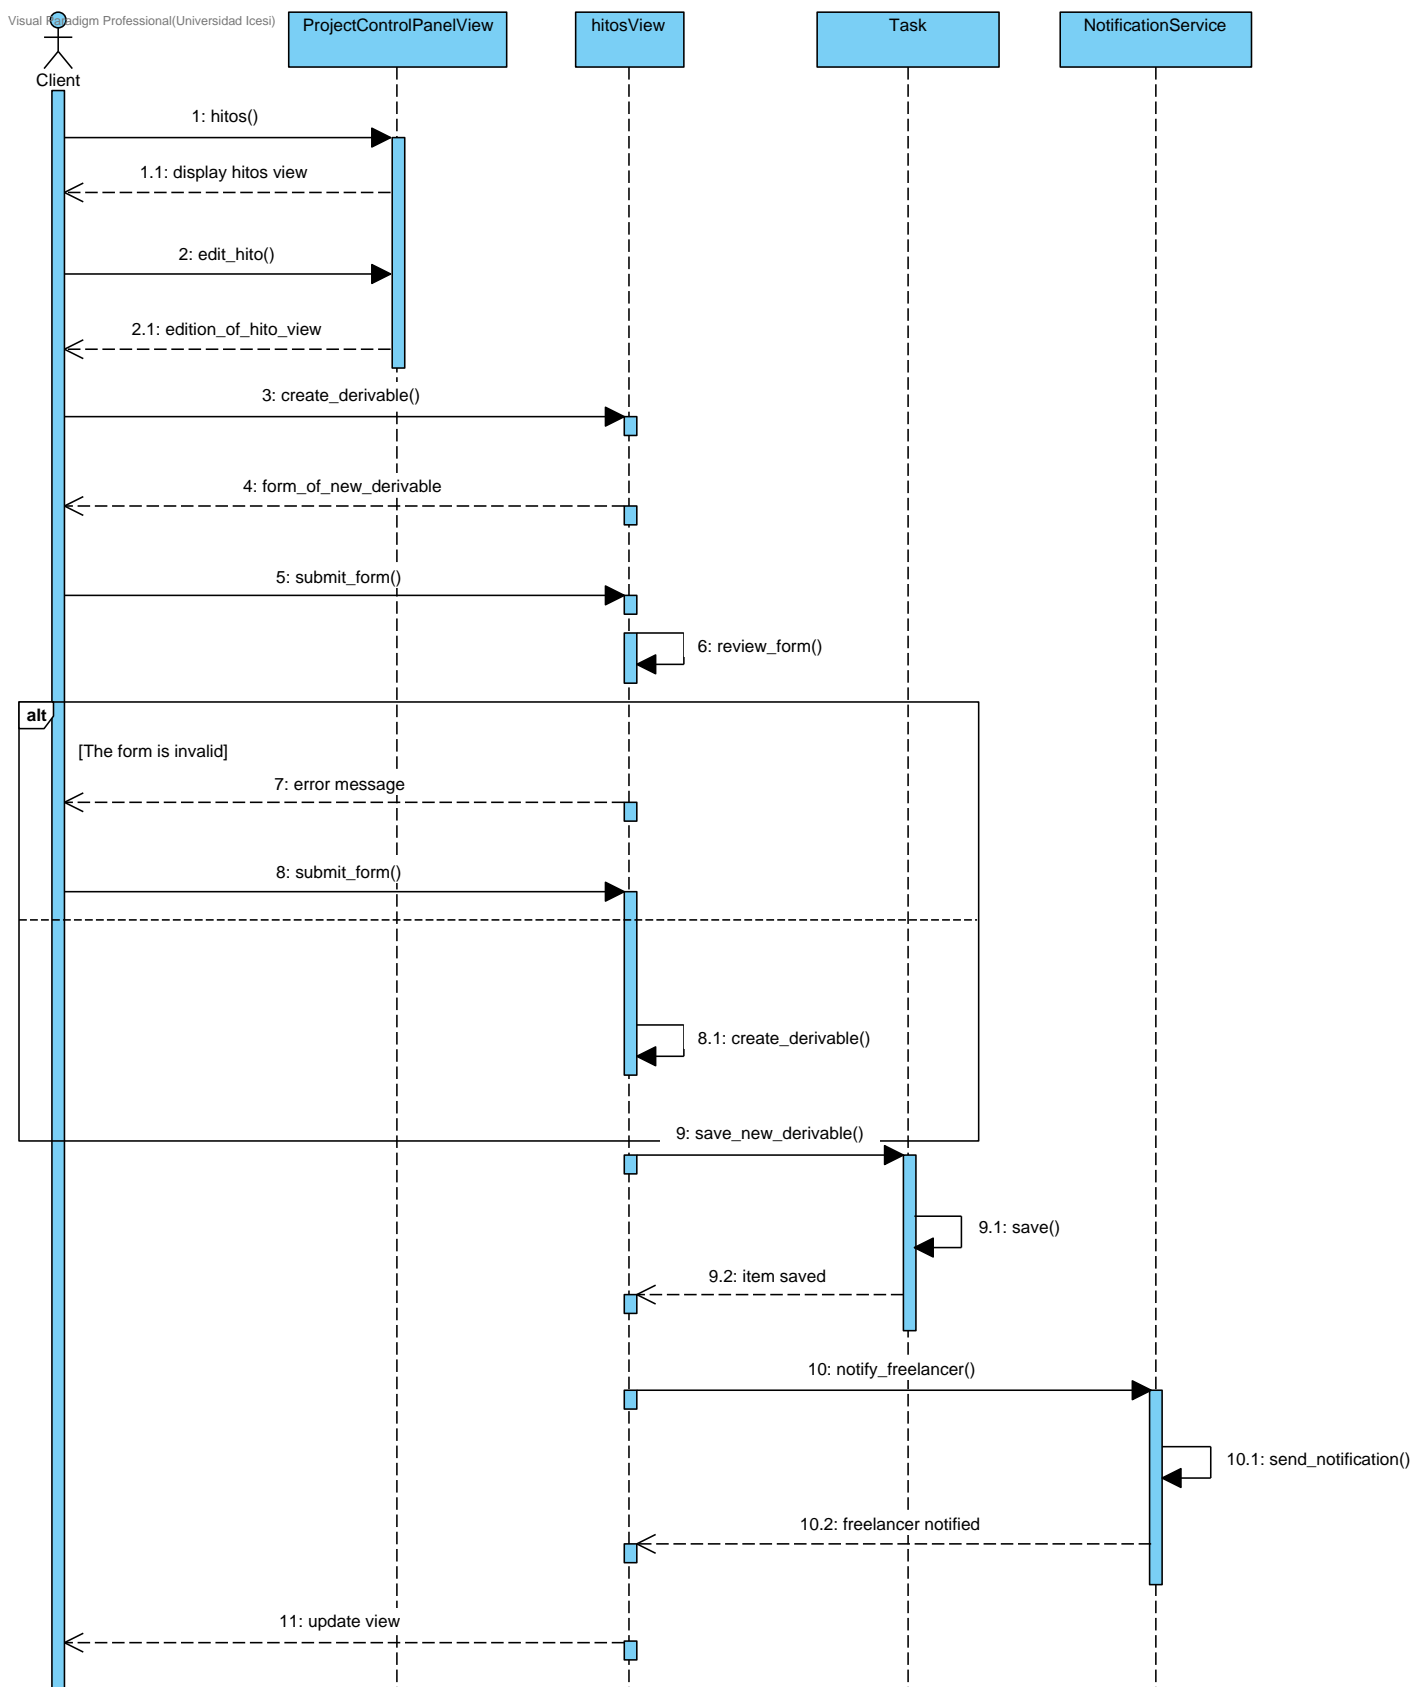 Visual Paradigm Professional(Universidad Icesi)
Client
ProjectControlPanelView
hitosView
Task
NotificationService
1: hitos()
1.1: display hitos view
2: edit_hito()
2.1: edition_of_hito_view
3: create_derivable()
4: form_of_new_derivable
5: submit_form()
6: review_form()
alt
[The form is invalid]
7: error message
8: submit_form()
8.1: create_derivable()
9: save_new_derivable()
9.1: save()
9.2: item saved
10: notify_freelancer()
10.1: send_notification()
10.2: freelancer notified
11: update view